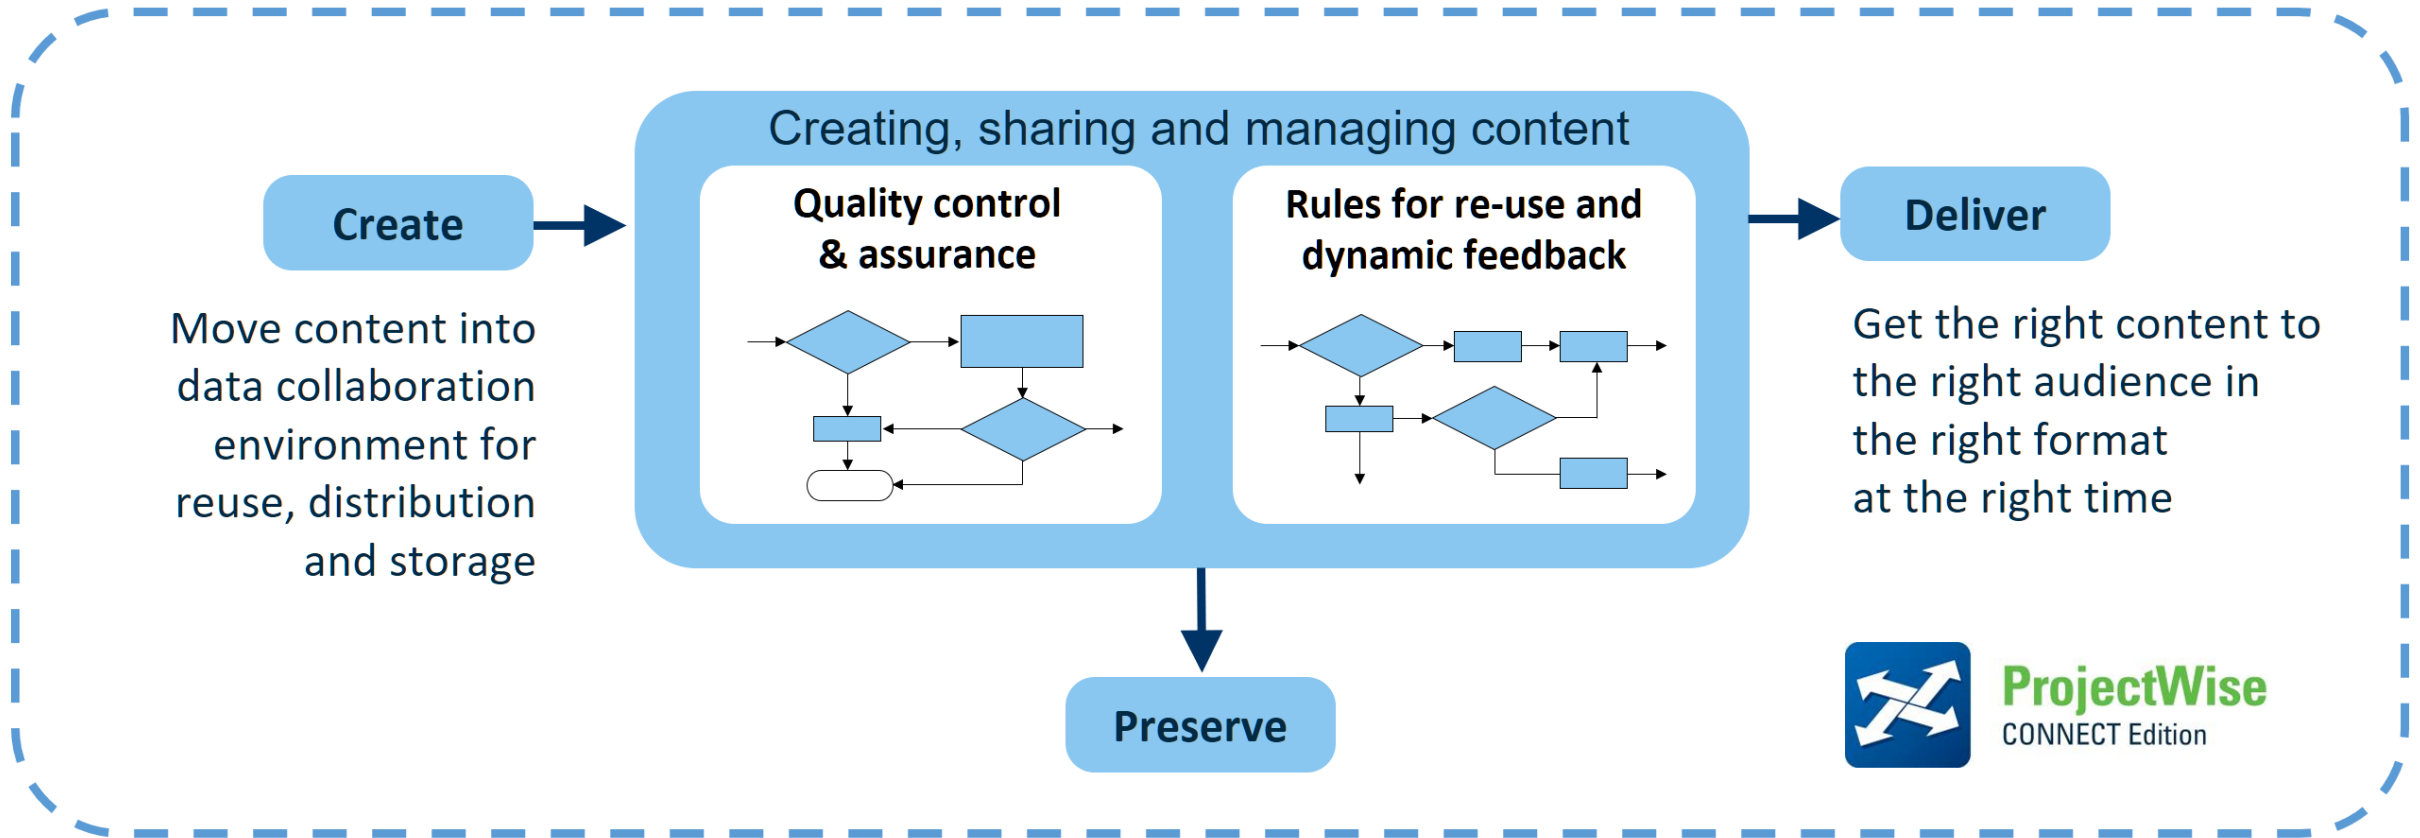 Creating, sharing and managing content
Create
Move content into
data collaboration
environment for
reuse, distribution
and storage
Quality control
& assurance
Rules for re-use and
dynamic feedback
Deliver
Get the right content to
the right audience in
the right format
at the right time
Preserve
ProjectWise
CONNECT Edition